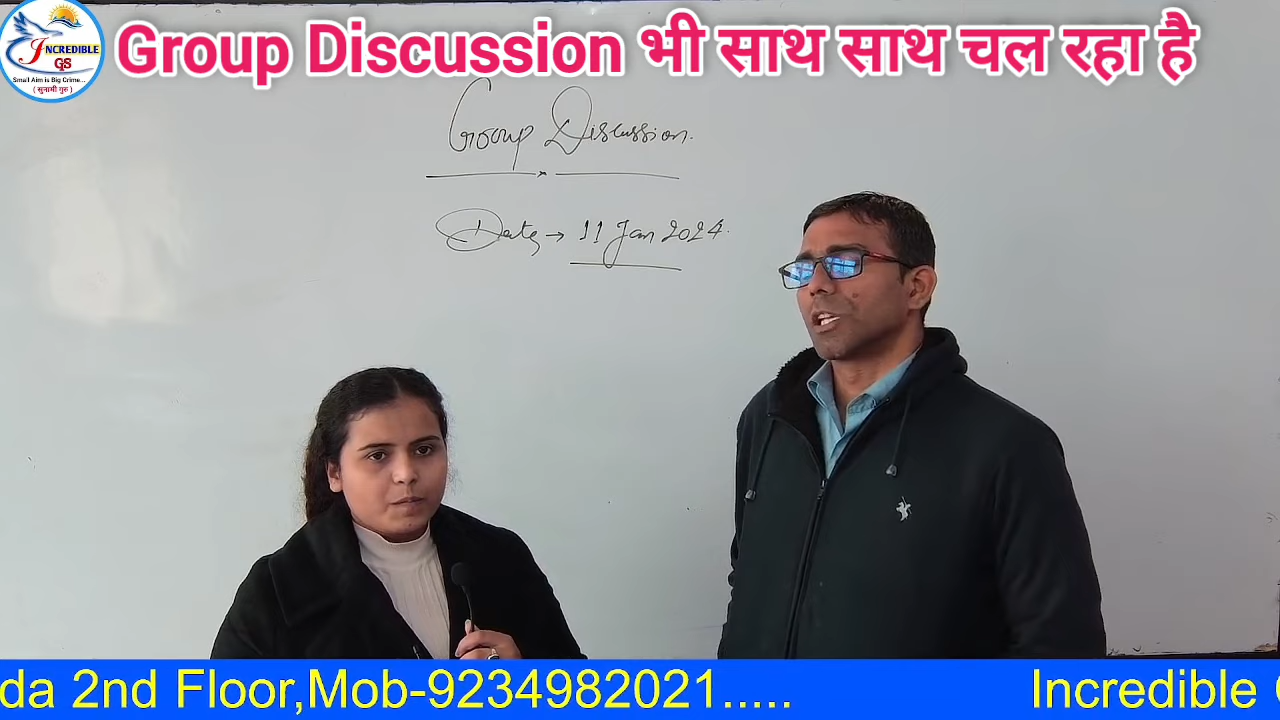 INCREDIBLE
GS
Small Aim is Big Crime...
( सुनामी गुरु )
Group Discussion भी साथ साथ चल रहा है
Group Discussion.
Date → 11 Jan 2024.
da 2nd Floor,Mob-9234982021..... Incredible